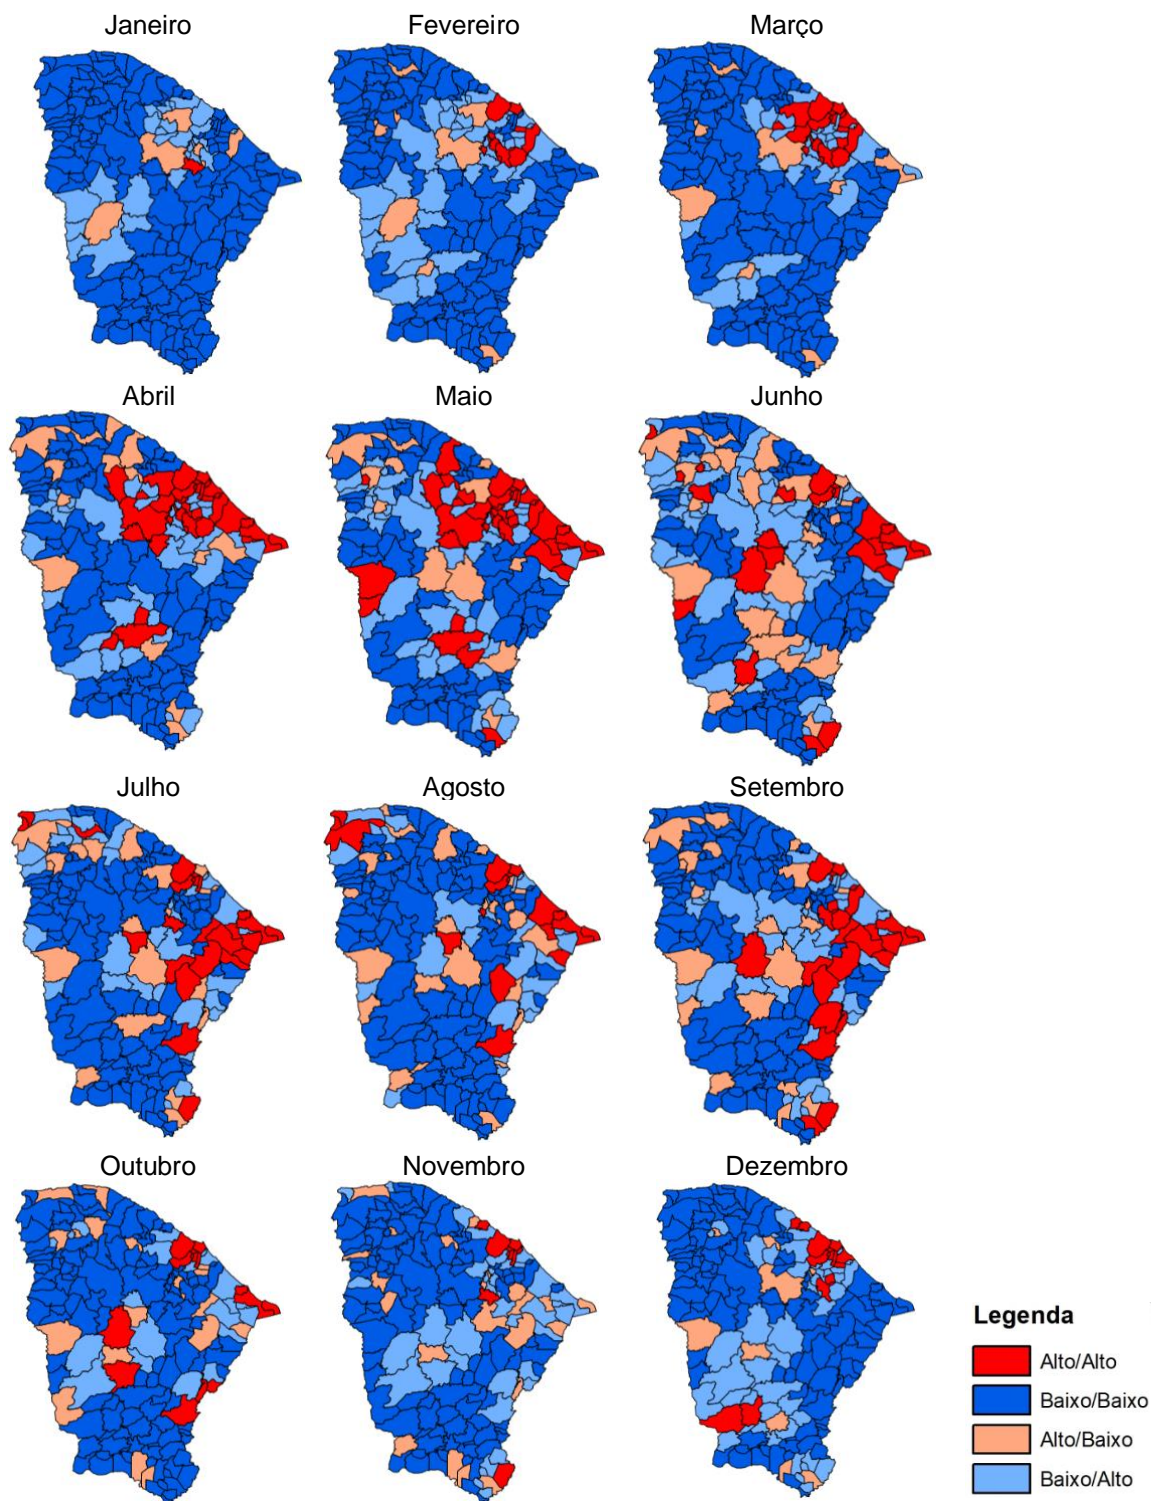 Janeiro
Fevereiro
Março
Abril
Maio
Junho
Julho
Agosto
Setembro
Outubro
Novembro
Dezembro
Legenda
Alto/Alto
Baixo/Baixo
Alto/Baixo
Baixo/Alto